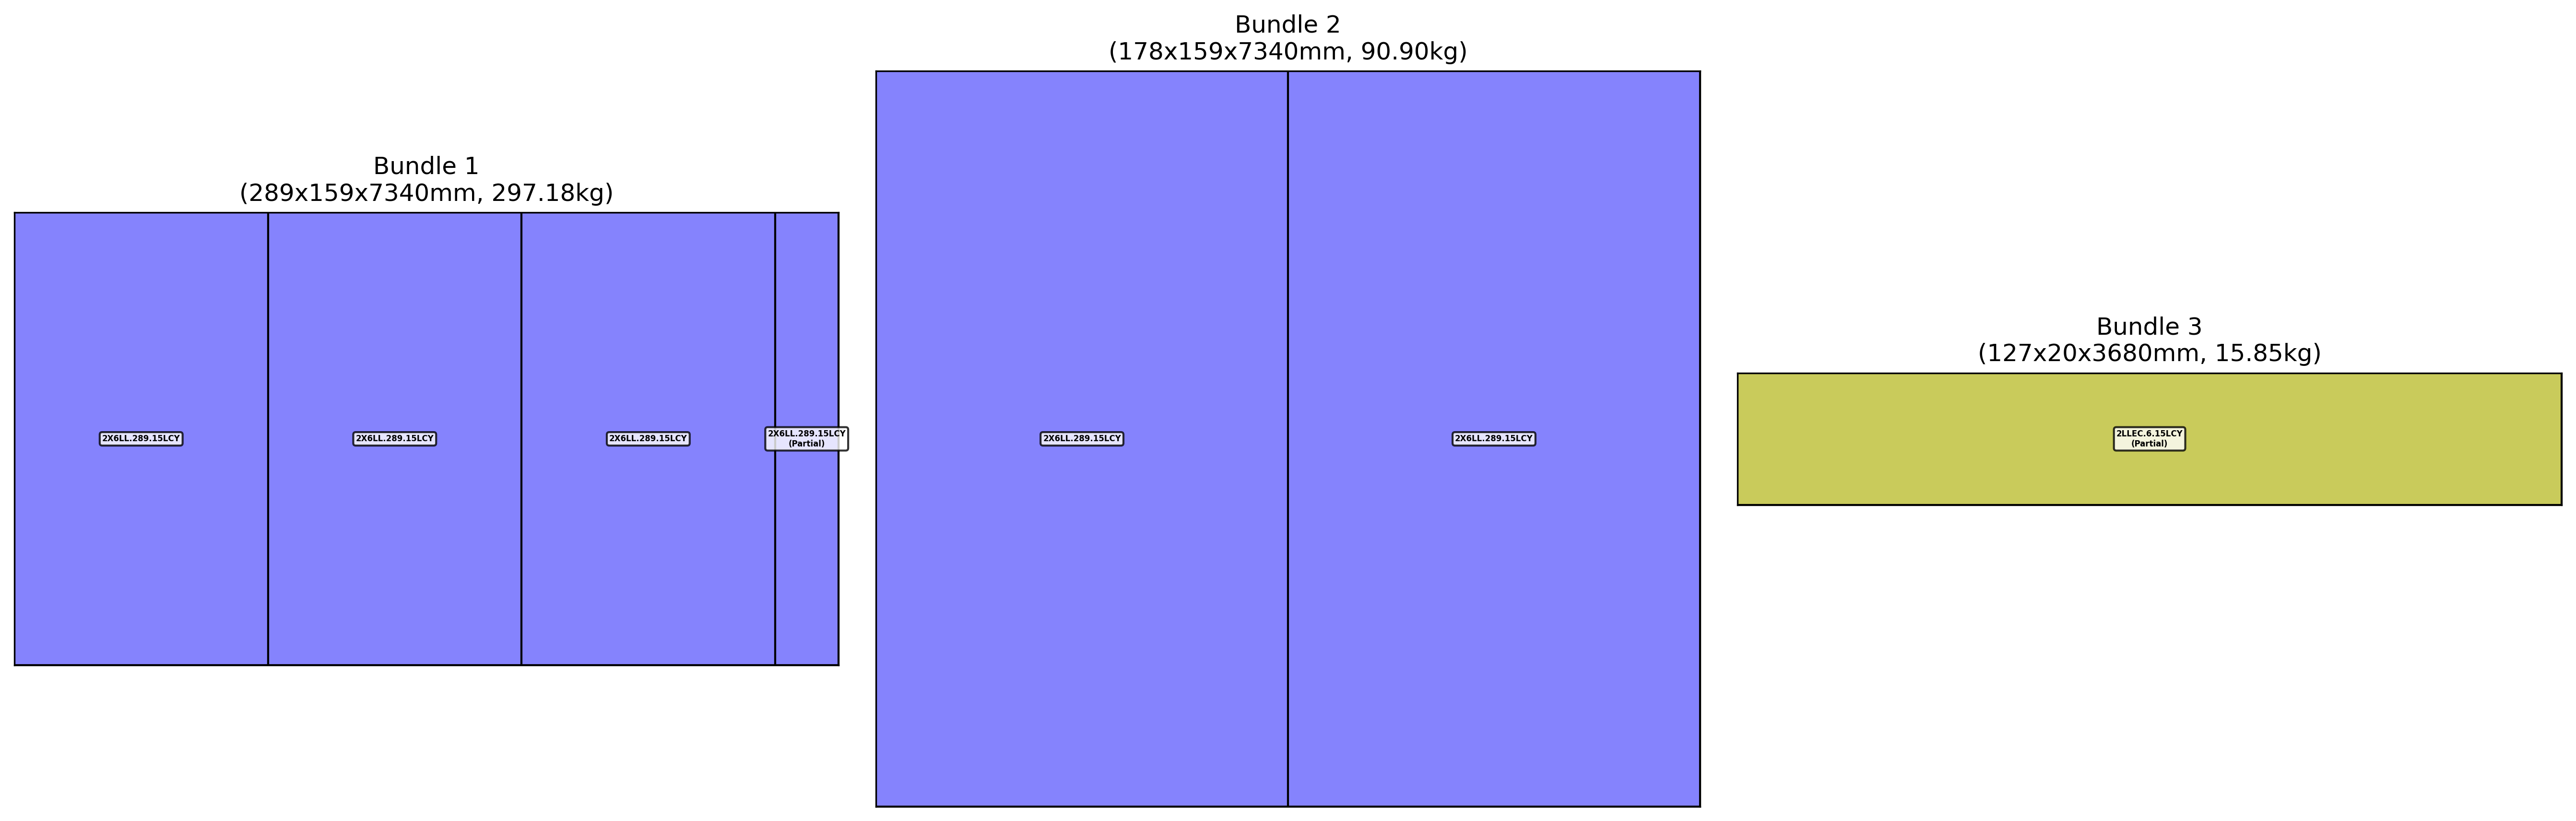 Bundle 1
(289x159x7340mm, 297.18kg)
2X6LL.289.15LCY
2X6LL.289.15LCY
2X6LL.289.15LCY
2X6LL.289.15LCY
(Partial)
Bundle 2
(178x159x7340mm, 90.90kg)
2X6LL.289.15LCY
2X6LL.289.15LCY
Bundle 3
(127x20x3680mm, 15.85kg)
2LLEC.6.15LCY
(Partial)